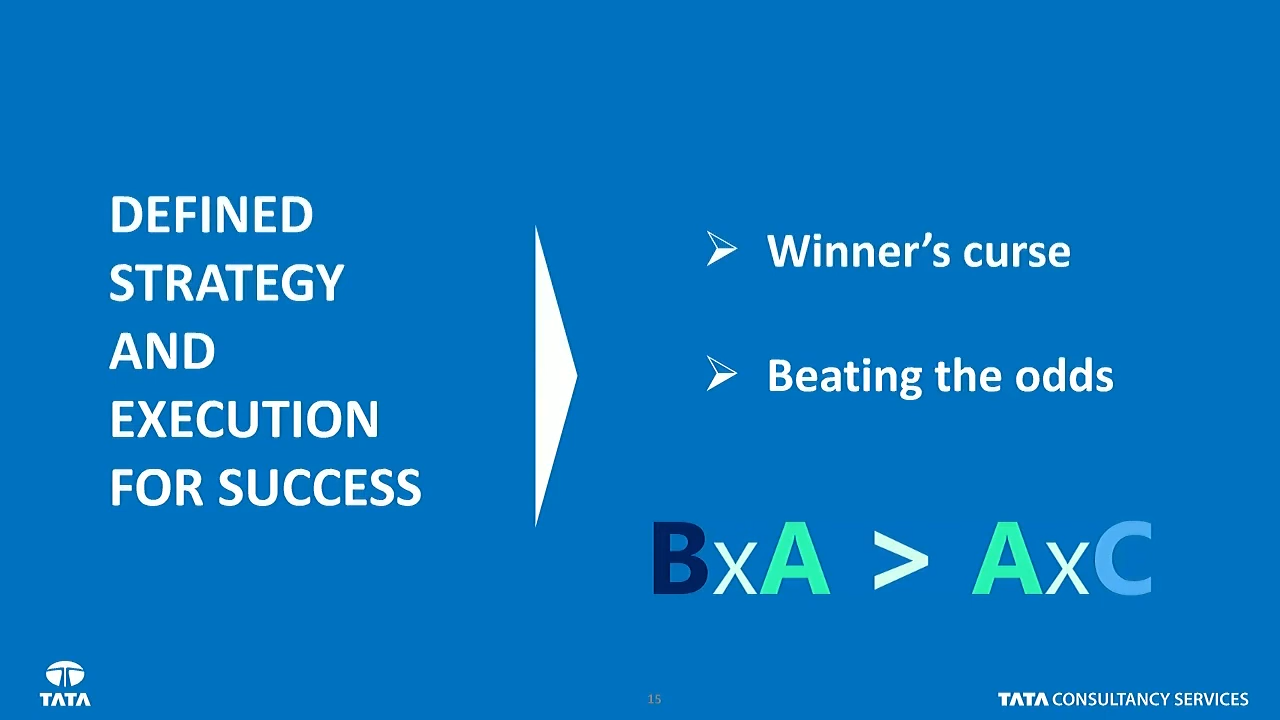 DEFINED
STRATEGY
AND
EXECUTION
FOR SUCCESS
Winner’s curse
Beating the odds
BxA > AxC
TATA
15
TATA CONSULTANCY SERVICES